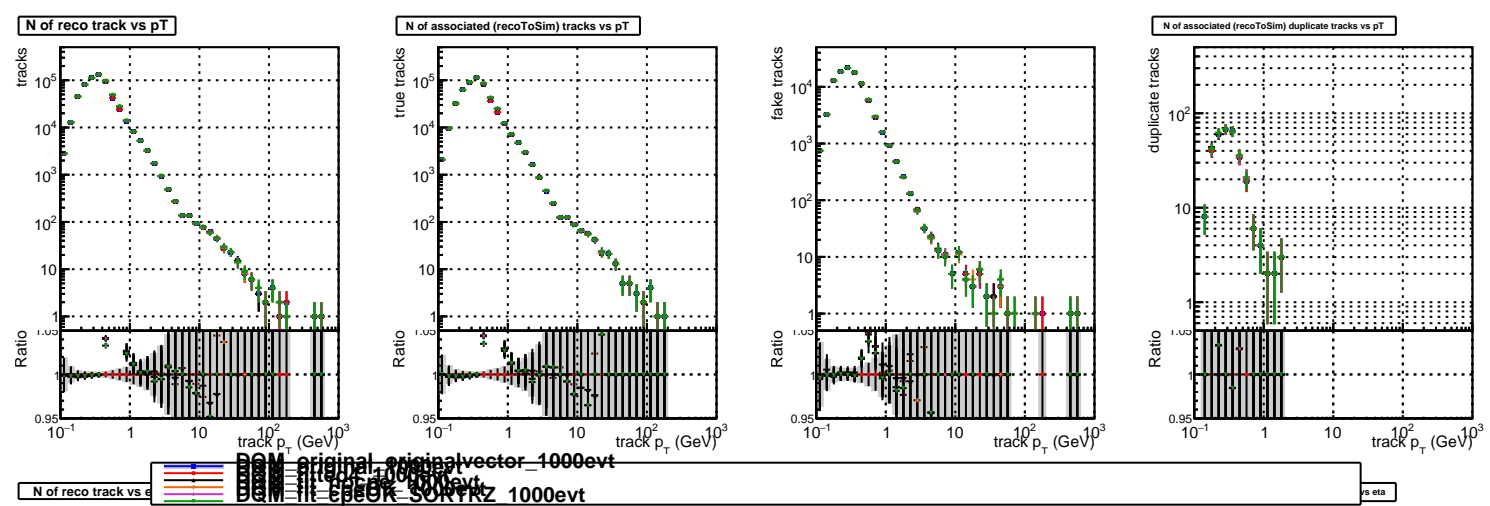 N of reco track vs pT
N of associated (recoToSim) tracks vs pT
N of associated (recoToSim) duplicate tracks vs pT
tracks
10⁵
10⁴
10³
10²
10
1
Ratio
1.05
1
0.95
10⁻¹ 1 10 10² 10³
track p_T (GeV)
true tracks
10⁵
10⁴
10³
10²
10
1
Ratio
1.05
1
0.95
10⁻¹ 1 10 10² 10³
track p_T (GeV)
fake tracks
10⁴
10³
10²
10
1
Ratio
1.05
1
0.95
10⁻¹ 1 10 10² 10³
track p_T (GeV)
duplicate tracks
10²
10
1
Ratio
1
0.95
10⁻¹ 1 10 10² 10³
track p_T (GeV)
DQM_original_originalvector_1000evt
DQM_fit_cpeOK_SORTRZ_1000evt
N of reco track vs e
vs eta